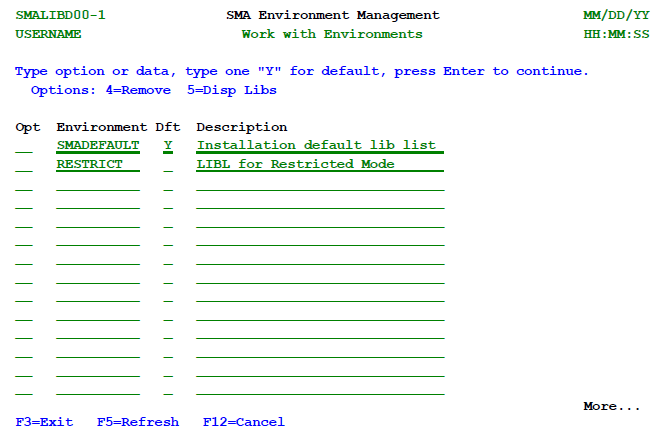 SMALIBD00-1 SMA Environment Management MM/DD/YY
USERNAME Work with Environments HH:MM:SS
Type option or data, type one "Y" for default, press Enter to continue.
Options: 4=Remove 5=Disp Libs
Opt Environment Dft Description
SMADEFAULT Y Installation default lib list
RESTRICT LIBL for Restricted Mode
More...
F3=Exit F5=Refresh F12=Cancel